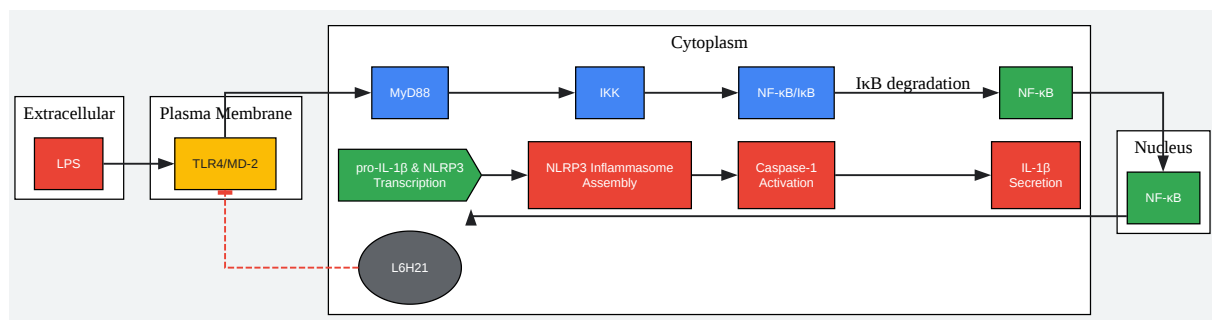 Cytoplasm
Extracellular
Plasma Membrane
Nucleus
LPS
TLR4/MD-2
MyD88
IKK
NF-κB/IκB
IκB degradation
NF-κB
NF-κB
pro-IL-1β & NLRP3
Transcription
NLRP3 Inflammasome
Assembly
Caspase-1
Activation
IL-1β
Secretion
L6H21